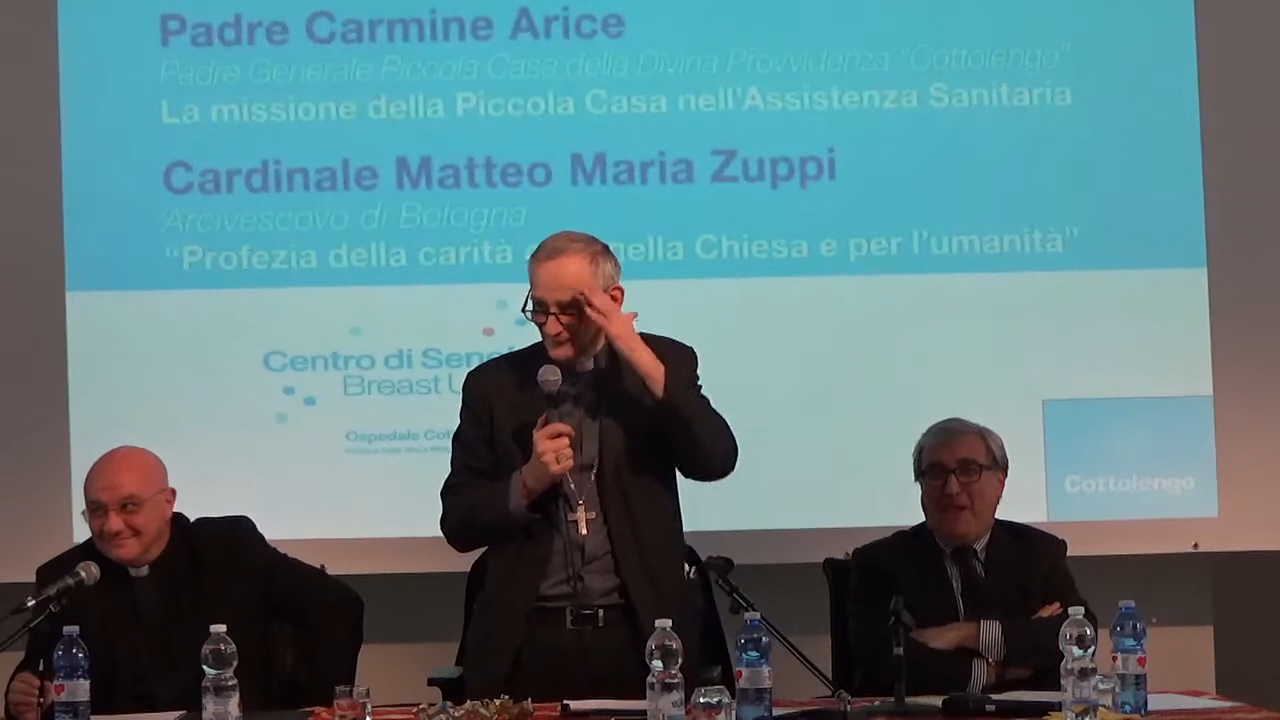 Padre Carmine Arice
Padre Generale Piccola Casa della Divina Provvidenza "Cottolengo"
La missione della Piccola Casa nell'Assistenza Sanitaria
Cardinale Matteo Maria Zuppi
Arcivescovo di Bologna
"Profezia della carità nella Chiesa e per l'umanità"
Centro di
Breast
Ospedale
Cottolengo